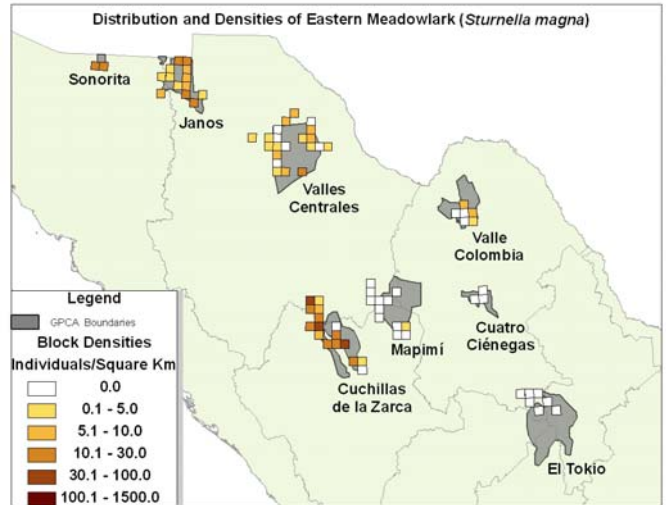 Distribution and Densities of Eastern Meadowlark (Sturnella magna)
Sonorita
Janos
Valles
Centrales
Valle
Colombia
Mapimí
Cuatro
Ciénegas
Cuchillas
de la Zarca
El Tokio
Legend
GPCA Boundaries
Block Densities
Individuals/Square Km
0.0
0.1 - 5.0
5.1 - 10.0
10.1 - 30.0
30.1 - 100.0
100.1 - 1500.0